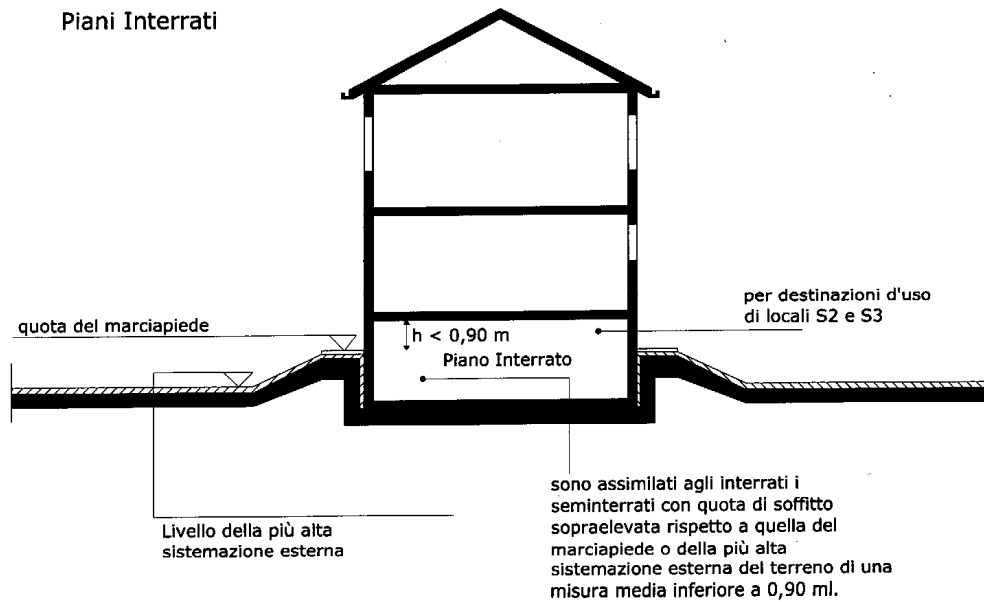 Piani Interrati
per destinazioni d'uso
di locali S2 e S3
quota del marciapiede
h < 0,90 m
Piano Interrato
Livello della più alta
sistemazione esterna
sono assimilati agli interrati i
seminterrati con quota di soffitto
sopraelevata rispetto a quella del
marciapiede o della più alta
sistemazione esterna del terreno di una
misura media inferiore a 0,90 ml.